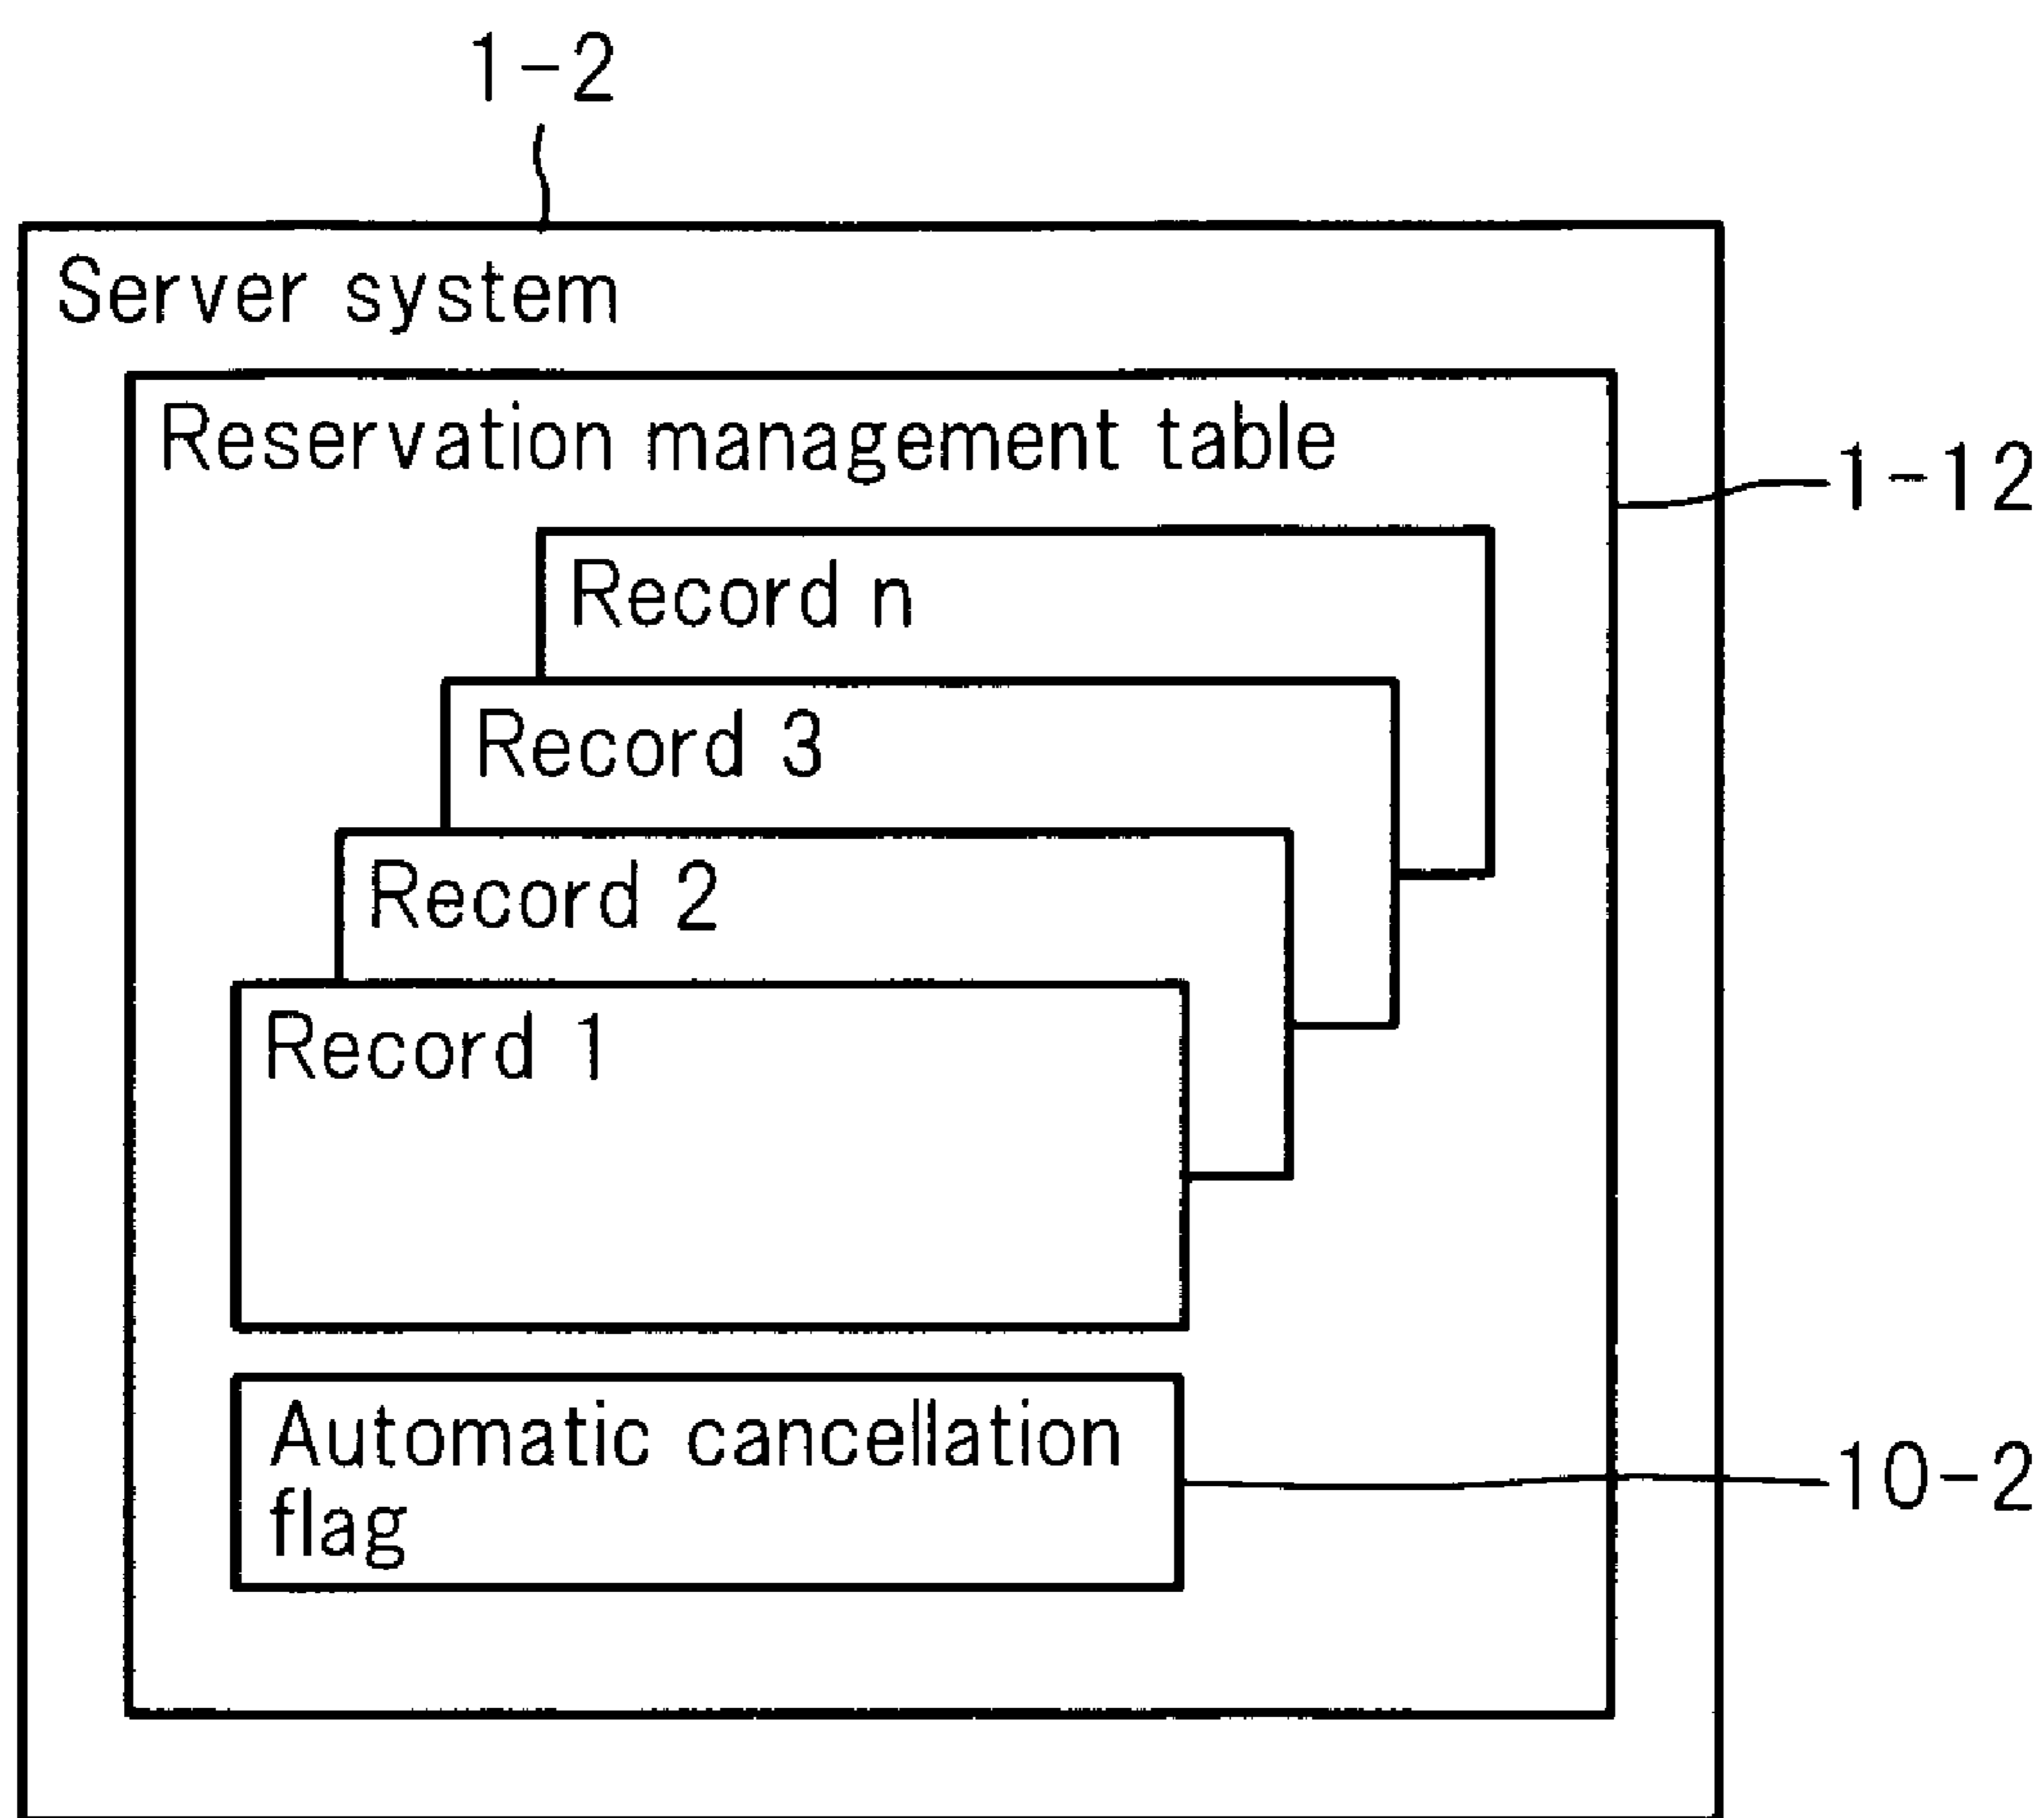 1-2
Server system
Reservation management table
1-12
Record n
Record 3
Record 2
Record 1
Automatic cancellation
flag
10-2